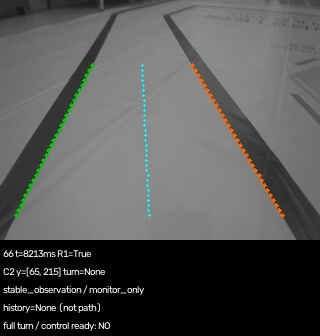 66 t=8213ms R1=True
C2 y=[65, 215] turn=None
stable_observation / monitor_only
history=None (not path)
full turn / control ready: NO